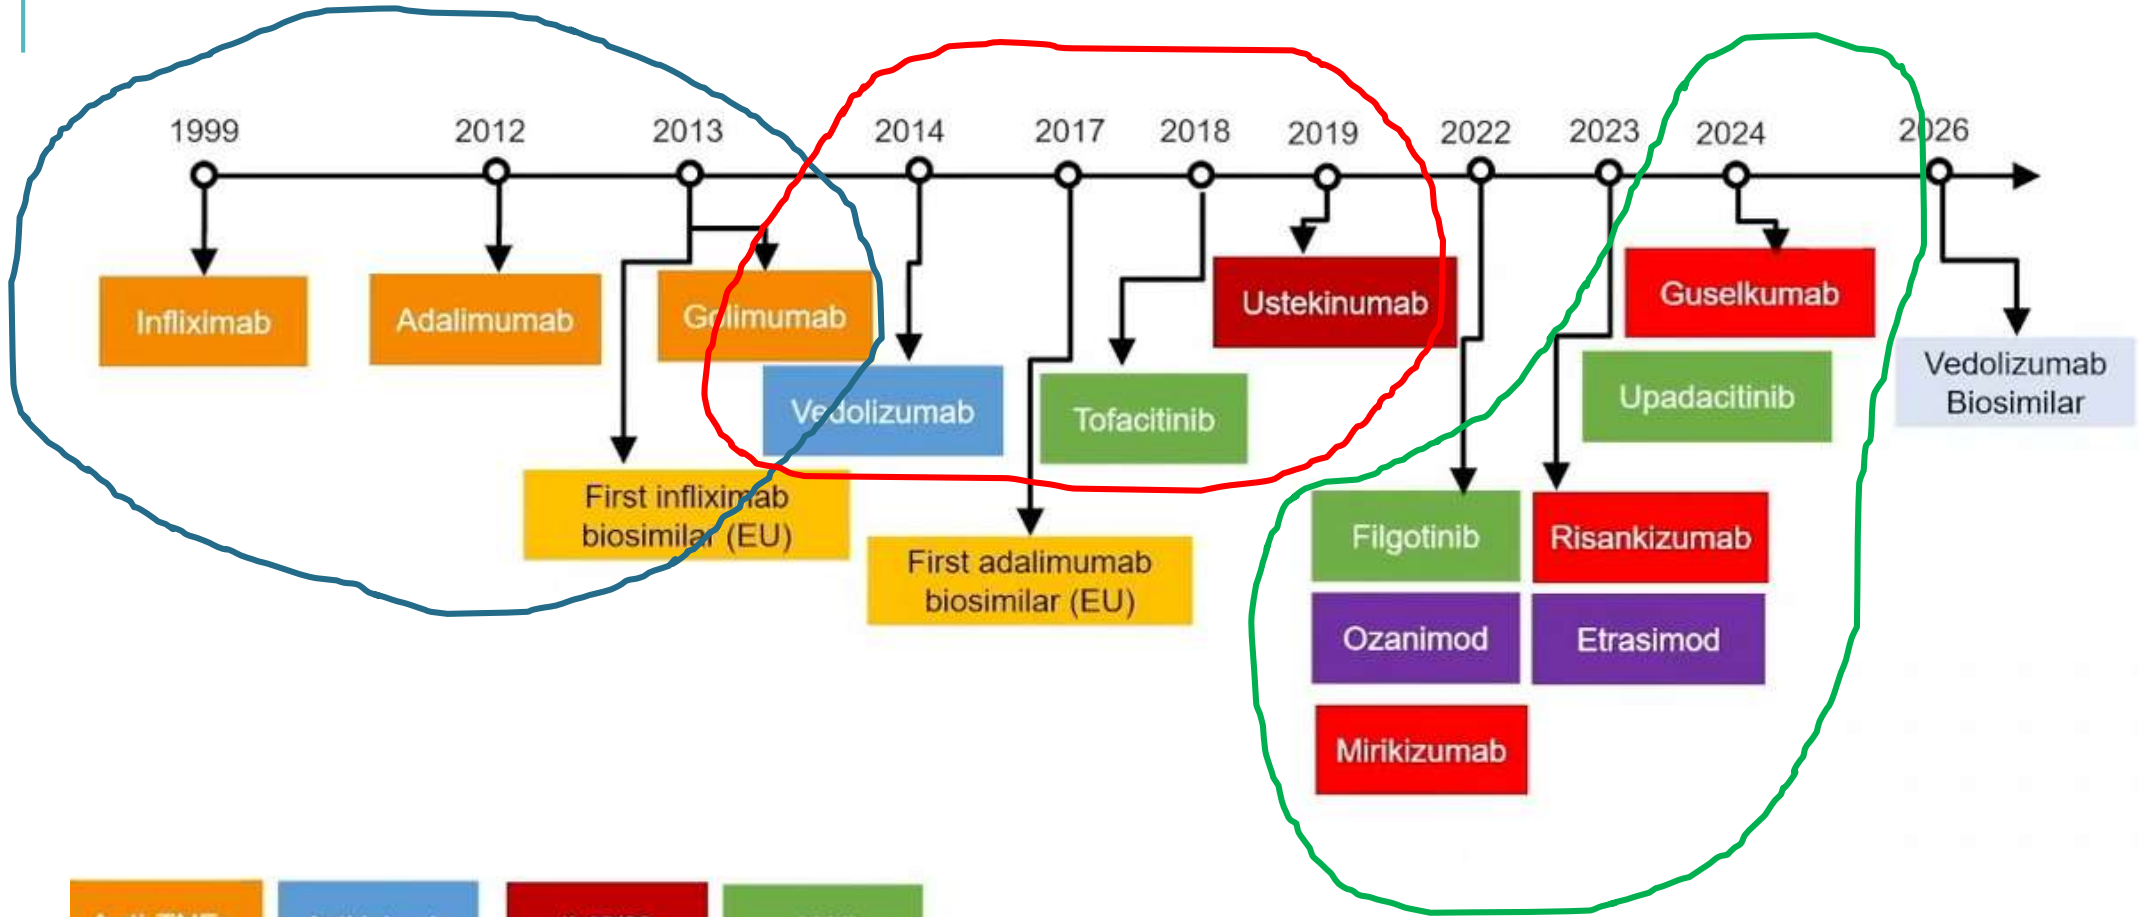 1999
2012
2013
2014
2017
2018
2019
2022
2023
2024
2026
Infliximab
Adalimumab
Golimumab
Ustekinumab
Guselkumab
Vedolizumab
Tofacitinib
Upadacitinib
Vedolizumab
Biosimilar
First infliximab
biosimilar (EU)
First adalimumab
biosimilar (EU)
Filgotinib
Risankizumab
Ozanimod
Etrasimod
Mirikizumab